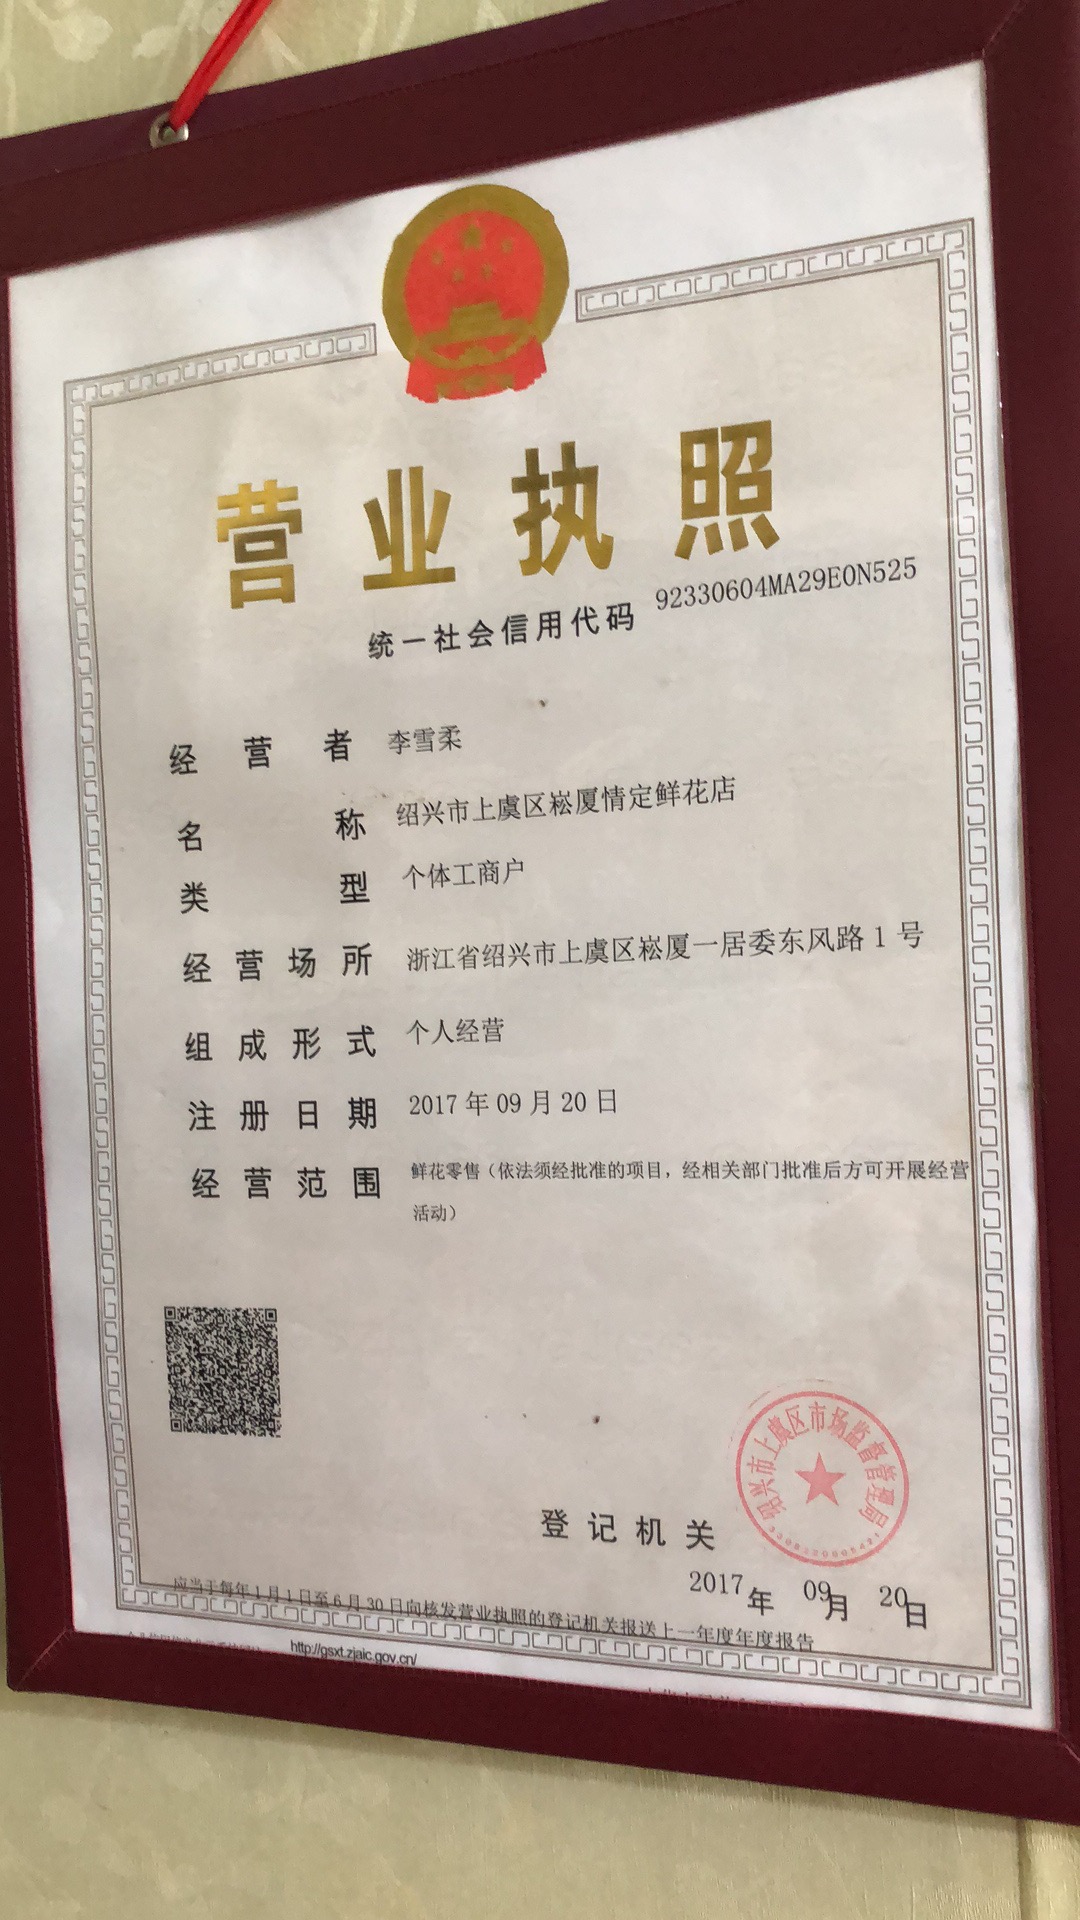 营业执照
统一社会信用代码 92330604MA29E0N525
经营者 李雪柔
名称 绍兴市上虞区崧厦情定鲜花店
类型 个体工商户
经营场所 浙江省绍兴市上虞区崧厦一居委东风路1号
组成形式 个人经营
注册日期 2017年09月20日
经营范围 鲜花零售（依法须经批准的项目，经相关部门批准后方可开展经营
活动）
绍兴市上虞区市场监督管理局
登记机关
2017年 09月 20日
应当于每年1月1日至6月30日向核发营业执照的登记机关报送上一年度年度报告
http://gsxt.zjaic.gov.cn/